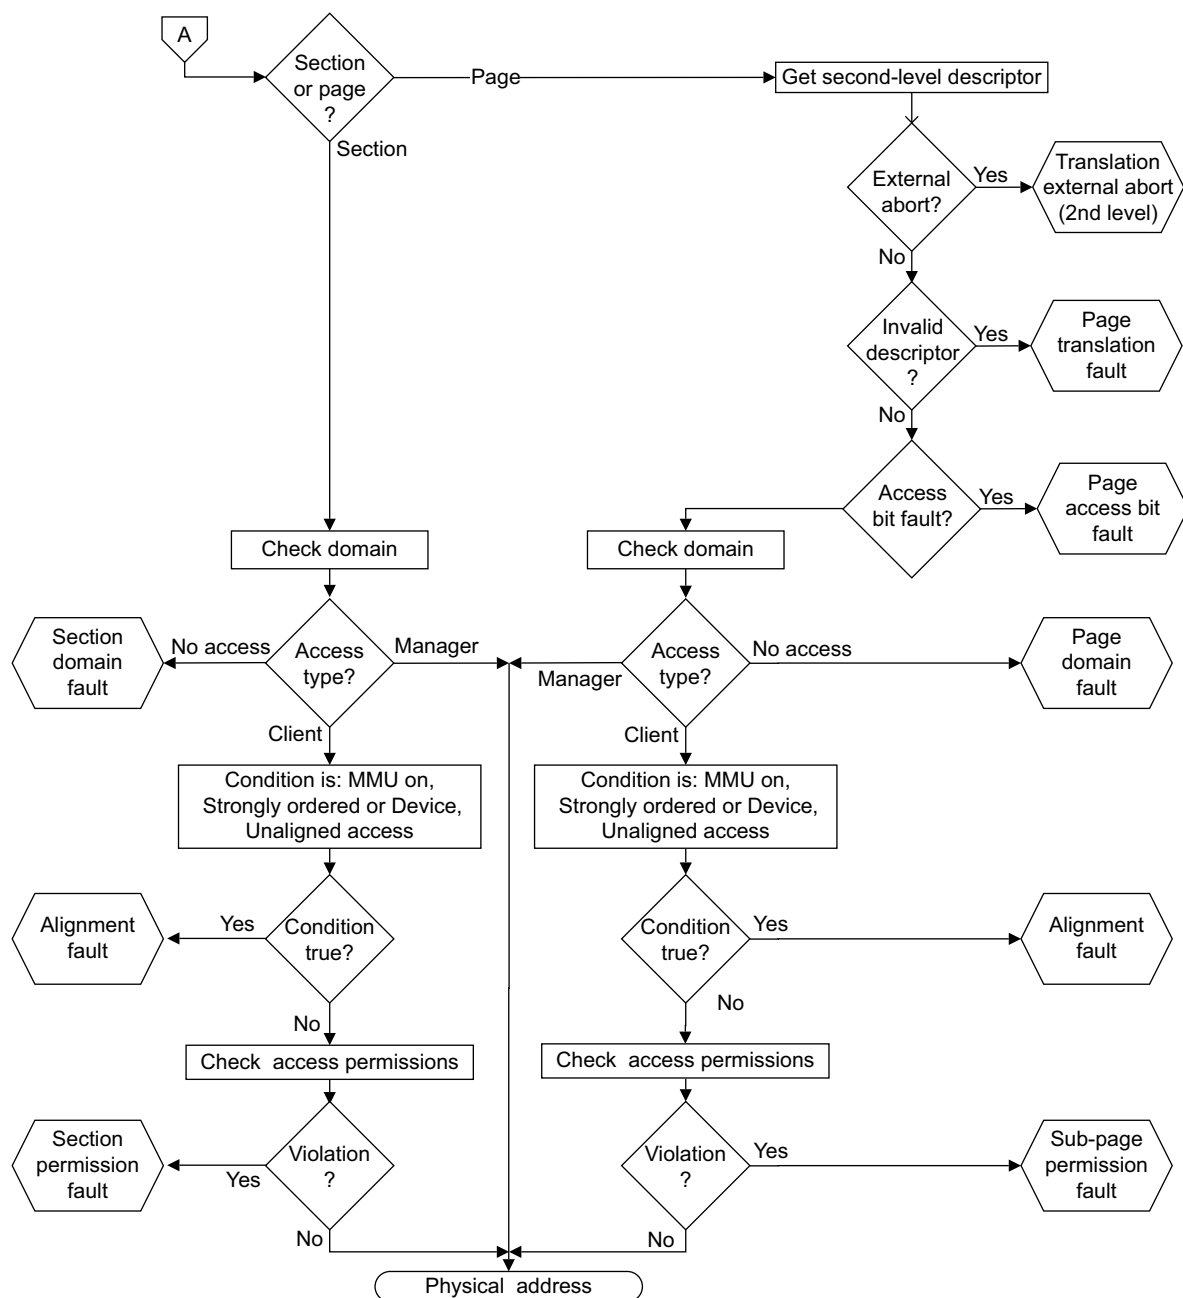 A
Section
or page
?
Page
Get second-level descriptor
Section
External
abort?
Yes
Translation
external abort
(2nd level)
No
Invalid
descriptor
?
Yes
Page
translation
fault
No
Access
bit fault?
Yes
Page
access bit
fault
Check domain
Check domain
Section
domain
fault
No access
Access
type?
Manager
Manager
Access
type?
No access
Page
domain
fault
Client
Client
Condition is: MMU on,
Strongly ordered or Device,
Unaligned access
Condition is: MMU on,
Strongly ordered or Device,
Unaligned access
Alignment
fault
Yes
Condition
true?
Condition
true?
Yes
Alignment
fault
No
No
Check access permissions
Check access permissions
Section
permission
fault
Yes
Violation
?
Violation
?
Yes
Sub-page
permission
fault
No
No
Physical address